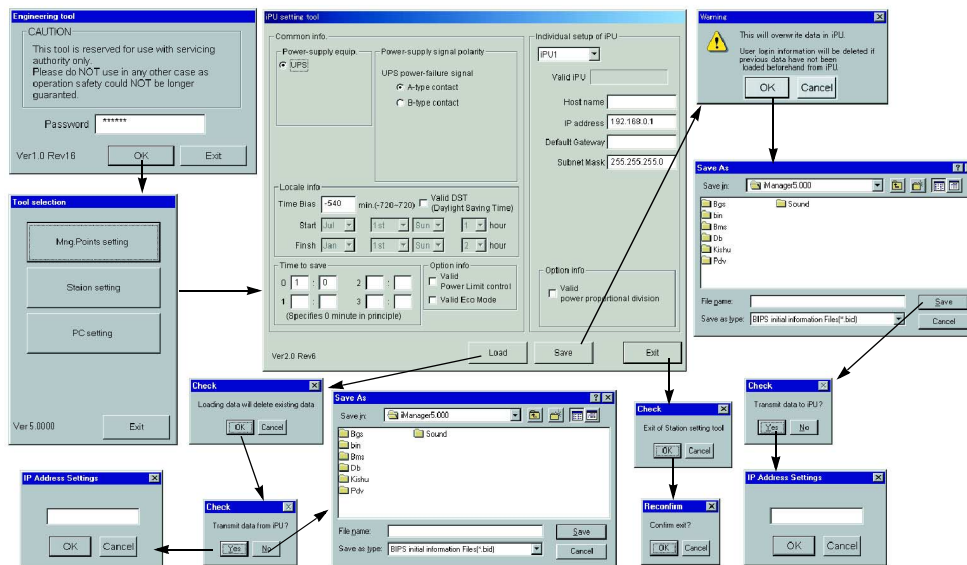 Engineering tool
CAUTION
This tool is reserved for use with servicing
authority only.
Please do NOT use in any other case as
operation safety could NOT be longer
guaranteed.
Password ******
Ver1.0 Rev16 OK Exit
Tool selection
Mng.Points setting
Staion setting
PC setting
Ver 5.0000 Exit
iPU setting tool
Common info.
Power-supply equip.
UPS
Power-supply signal polarity
UPS power-failure signal
A-type contact
B-type contact
Locale info
Time Bias -540 min.(-720~720) Valid DST
(Daylight Saving Time)
Start Jul 1st Sun 1 hour
Finsh Jan 1st Sun 2 hour
Time to save
0 1 : 0 2 :
1 : 3 :
(Specifies 0 minute in principle)
Option info
Valid
Power Limit control
Valid Eco Mode
Individual setup of iPU
iPU1
Valid iPU
Host name
IP address 192.168.0.1
Default Gateway
Subnet Mask 255.255.255.0
Option info
Valid
power proportional division
Ver2.0 Rev6 Load Save Exit
Warning
This will overwrite data in iPU.
User login information will be deleted if
previous data have not been
loaded beforehand from iPU.
OK Cancel
Save As
Save in: iManager5.000
Bgs Sound
bin
Bms
Db
Kishu
Pdv
File name: Save
Save as type: BIIPS initial information Files(*.bid) Cancel
Check
Loading data will delete existing data
OK Cancel
Save As
Save in: iManager5.000
Bgs Sound
bin
Bms
Db
Kishu
Pdv
File name: Save
Save as type: BIIPS initial information Files(*.bid) Cancell
Check
Exit of Station setting tool
OK Cancel
Check
Transmit data to iPU?
Yes No
IP Address Settings
OK Cancel
Check
Transmit data from iPU?
Yes No
Reconfirm
Confirm exit?
OK Cancel
IP Address Settings
OK Cancel